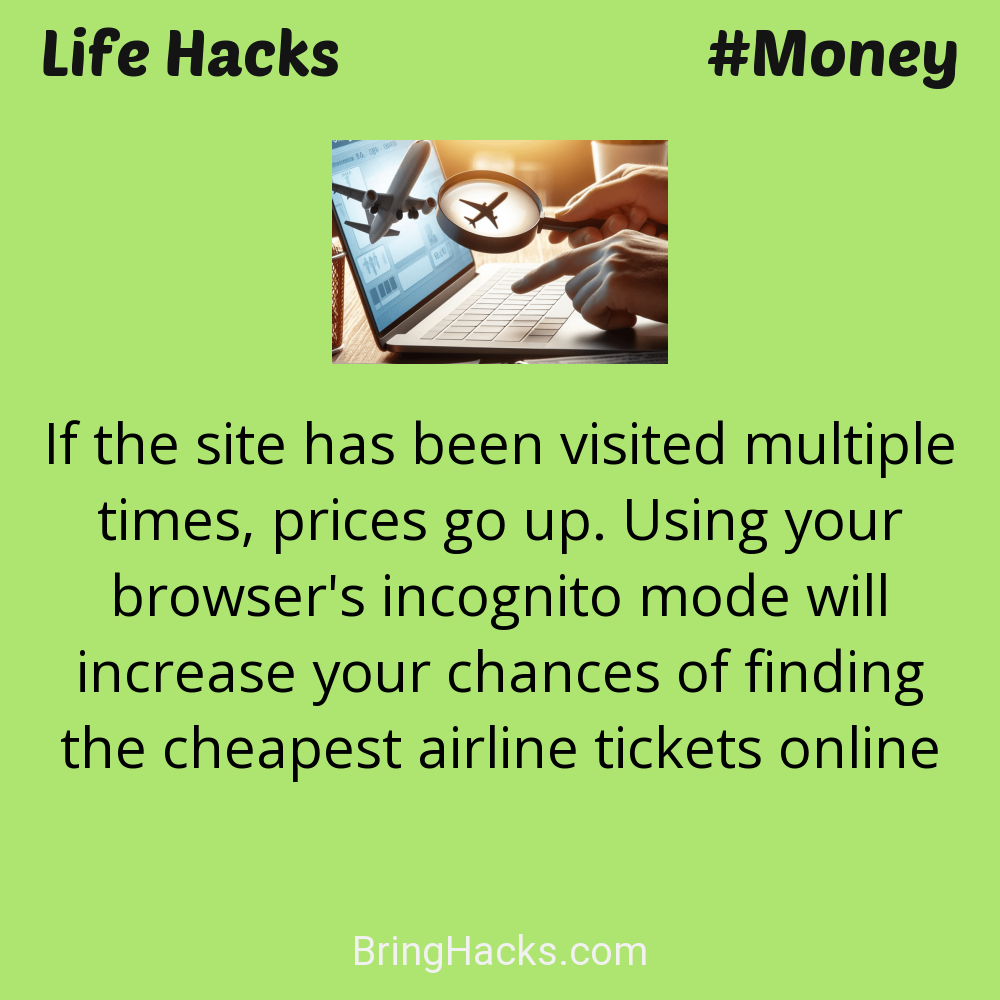 Life Hacks #Money
If the site has been visited multiple
times, prices go up. Using your
browser's incognito mode will
increase your chances of finding
the cheapest airline tickets online
BringHacks.com